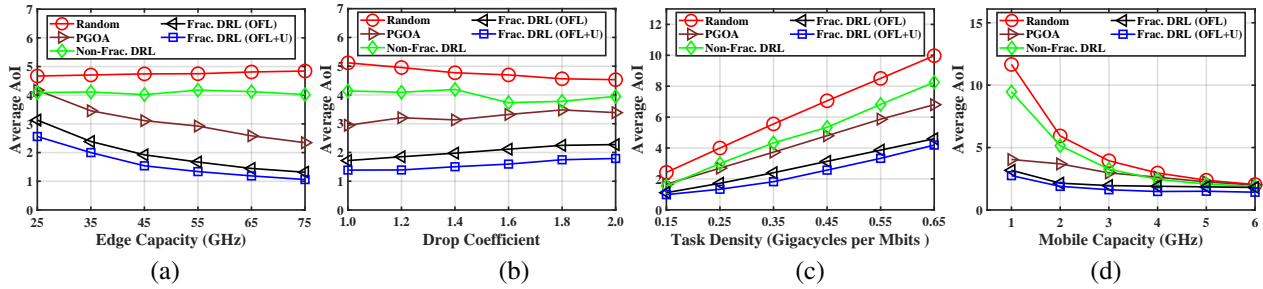 7
6
5
4
3
2
1
0
Average AoI
Random
PGOA
Non-Frac. DRL
Frac. DRL (OFL)
Frac. DRL (OFL+U)
25 35 45 55 65 75
Edge Capacity (GHz)
(a)
7
6
5
4
3
2
1
0
Average AoI
Random
PGOA
Non-Frac. DRL
Frac. DRL (OFL)
Frac. DRL (OFL+U)
1.0 1.2 1.4 1.6 1.8 2.0
Drop Coefficient
(b)
12
10
8
6
4
2
0
Average AoI
Random
PGOA
Non-Frac. DRL
Frac. DRL (OFL)
Frac. DRL (OFL+U)
0.15 0.25 0.35 0.45 0.55 0.65
Task Density (Gigacycles per Mbits )
(c)
15
10
5
0
Average AoI
Random
PGOA
Non-Frac. DRL
Frac. DRL (OFL)
Frac. DRL (OFL+U)
1 2 3 4 5 6
Mobile Capacity (GHz)
(d)